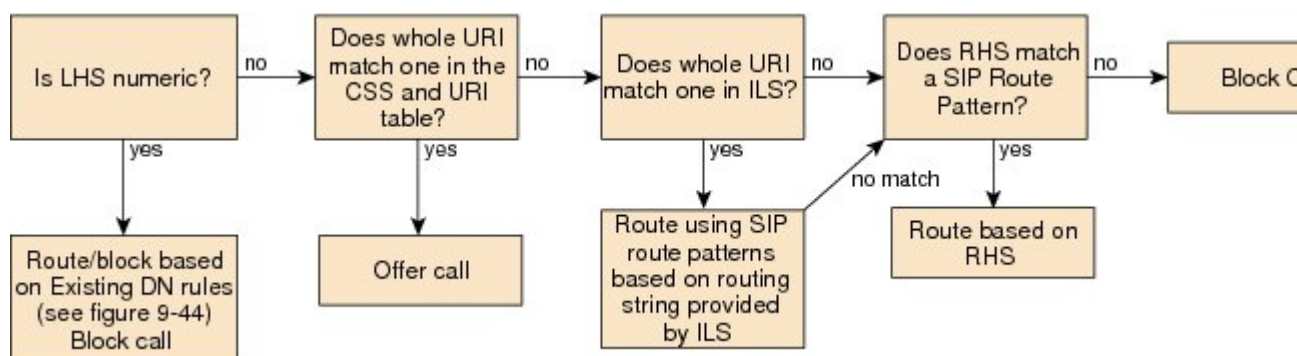 Is LHS numeric?
no
yes
Does whole URI
match one in the
CSS and URI
table?
no
yes
Does whole URI
match one in ILS?
no
yes
Does RHS match
a SIP Route
Pattern?
no
yes
Block C
Route/block based
on Existing DN rules
(see figure 9-44)
Block call
Offer call
Route using SIP
route patterns
based on routing
string provided
by ILS
no match
Route based on
RHS